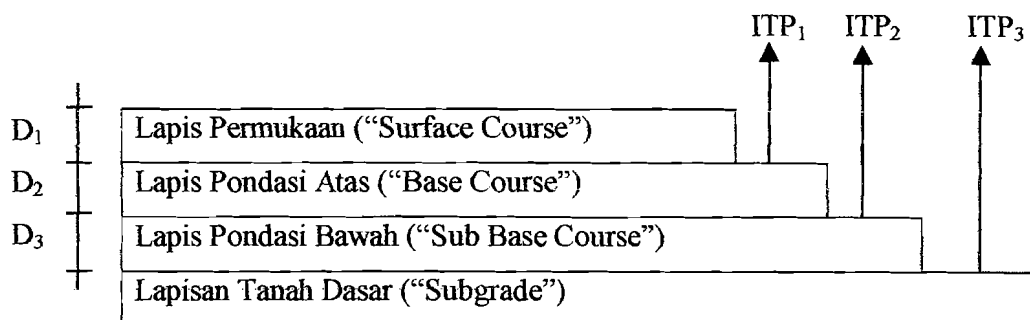 ITP₁ ITP₂ ITP₃
D₁ Lapis Permukaan (“Surface Course”)
D₂ Lapis Pondasi Atas (“Base Course”)
D₃ Lapis Pondasi Bawah (“Sub Base Course”)
Lapisan Tanah Dasar (“Subgrade”)